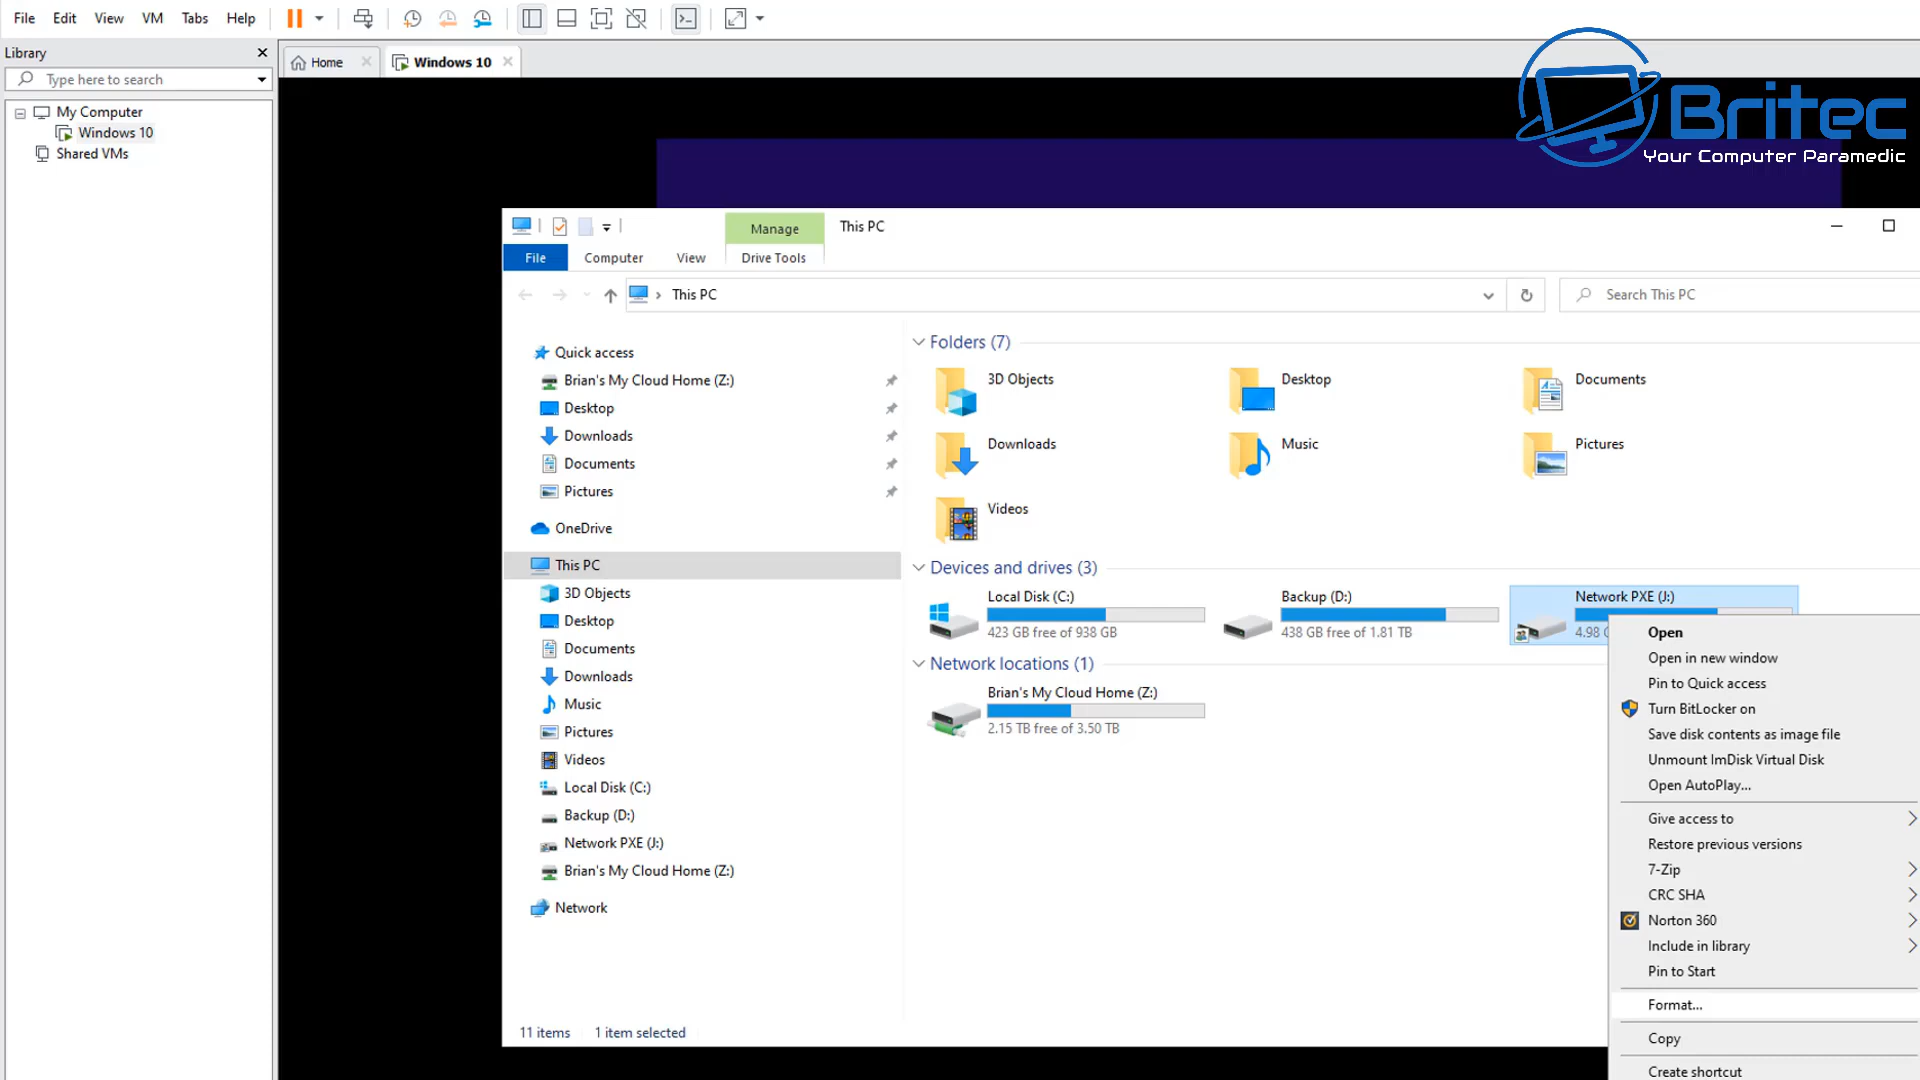 File Edit View VM Tabs Help
Library
Type here to search
My Computer
Windows 10
Shared VMs
Home
Windows 10
Britec
Your Computer Paramedic
Manage
This PC
File
Computer
View
Drive Tools
This PC
Search This PC
Quick access
Brian's My Cloud Home (Z:)
Desktop
Downloads
Documents
Pictures
OneDrive
This PC
3D Objects
Desktop
Documents
Downloads
Music
Pictures
Videos
Local Disk (C:)
Backup (D:)
Network PXE (J:)
Brian's My Cloud Home (Z:)
Network
Folders (7)
3D Objects
Desktop
Documents
Downloads
Music
Pictures
Videos
Devices and drives (3)
Local Disk (C:)
423 GB free of 938 GB
Backup (D:)
438 GB free of 1.81 TB
Network PXE (J:)
4.98
Network locations (1)
Brian's My Cloud Home (Z:)
2.15 TB free of 3.50 TB
Open
Open in new window
Pin to Quick access
Turn BitLocker on
Save disk contents as image file
Unmount ImDisk Virtual Disk
Open AutoPlay...
Give access to
Restore previous versions
7-Zip
CRC SHA
Norton 360
Include in library
Pin to Start
Format...
Copy
Create shortcut
11 items
1 item selected